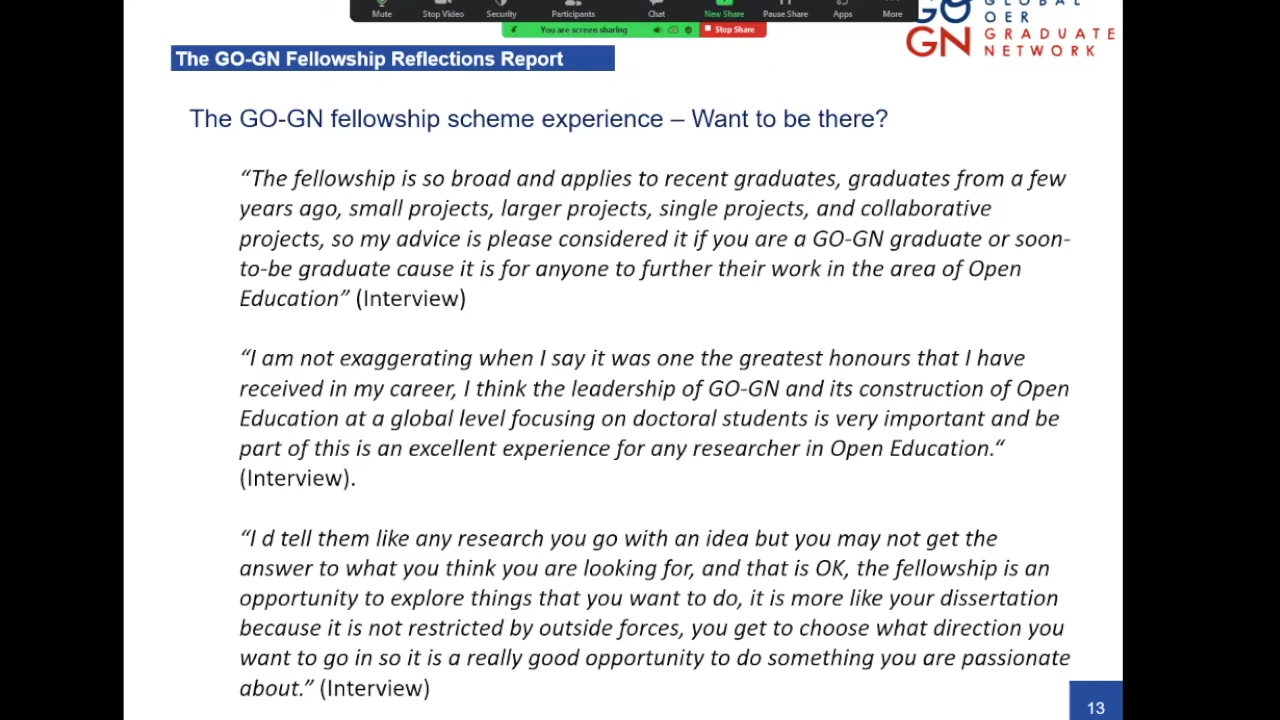 Mute Stop Video Security Participants Chat New Share Pause Share Apps More
You are screen sharing Stop Share
GO GLOBAL
OER
GN GRADUATE
NETWORK
The GO-GN Fellowship Reflections Report
The GO-GN fellowship scheme experience – Want to be there?
“The fellowship is so broad and applies to recent graduates, graduates from a few
years ago, small projects, larger projects, single projects, and collaborative
projects, so my advice is please considered it if you are a GO-GN graduate or soon-
to-be graduate cause it is for anyone to further their work in the area of Open
Education” (Interview)
“I am not exaggerating when I say it was one the greatest honours that I have
received in my career, I think the leadership of GO-GN and its construction of Open
Education at a global level focusing on doctoral students is very important and be
part of this is an excellent experience for any researcher in Open Education.“
(Interview).
“I d tell them like any research you go with an idea but you may not get the
answer to what you think you are looking for, and that is OK, the fellowship is an
opportunity to explore things that you want to do, it is more like your dissertation
because it is not restricted by outside forces, you get to choose what direction you
want to go in so it is a really good opportunity to do something you are passionate
about.” (Interview)
13